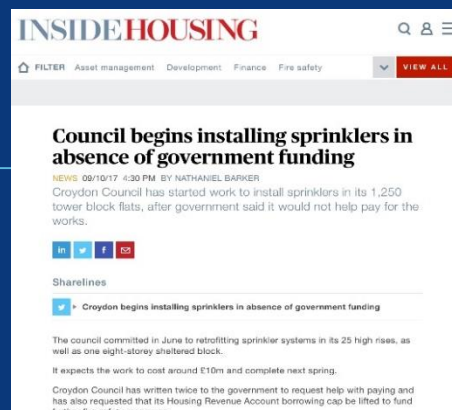 INSIDEHOUSING
FILTER Asset management Development Finance Fire safety VIEW ALL
Council begins installing sprinklers in
absence of government funding
NEWS 09/10/17 4:30 PM BY NATHANIEL BARKER
Croydon Council has started work to install sprinklers in its 1,250
tower block flats, after government said it would not help pay for the
works.
in f
Sharelines
Croydon begins installing sprinklers in absence of government funding
The council committed in June to retrofitting sprinkler systems in its 25 high rises, as
well as one eight-storey sheltered block.
It expects the work to cost around £10m and complete next spring.
Croydon Council has written twice to the government to request help with paying and
has also requested that its Housing Revenue Account borrowing cap be lifted to fund